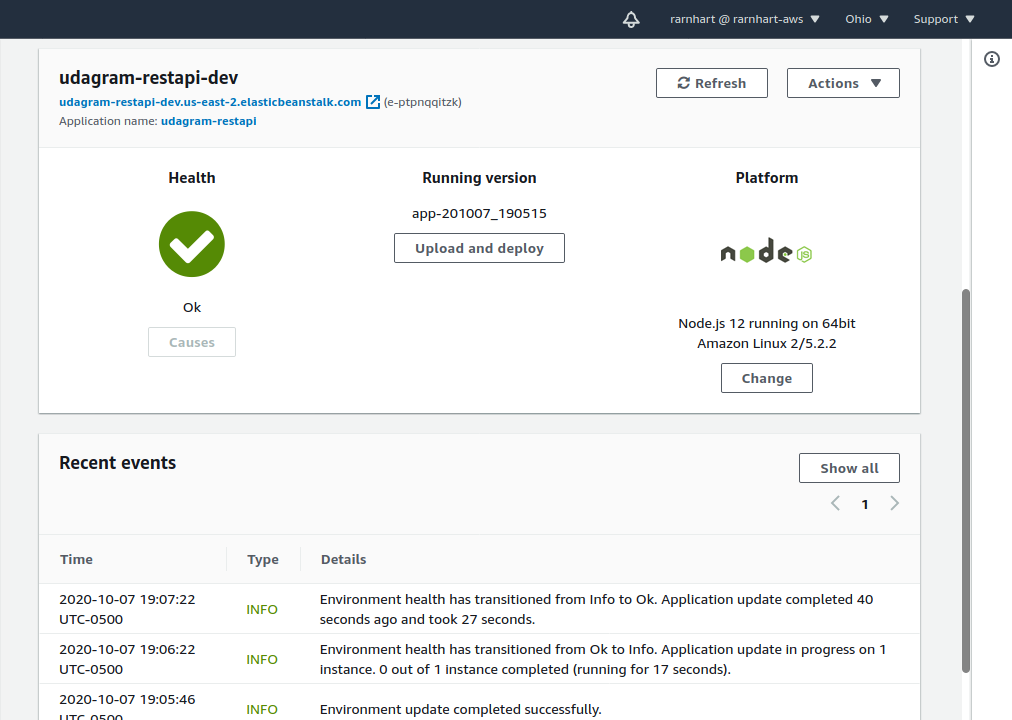 rarnhart @ rarnhart-aws Ohio Support
udagram-restapi-dev
Refresh Actions
udagram-restapi-dev.us-east-2.elasticbeanstalk.com (e-ptpnqqitzk)
Application name: udagram-restapi
Health
Ok
Causes
Running version
app-201007_190515
Upload and deploy
Platform
node
JS
Node.js 12 running on 64bit
Amazon Linux 2/5.2.2
Change
Recent events
Show all
1
Time Type Details
2020-10-07 19:07:22
UTC-0500
INFO
Environment health has transitioned from Info to Ok. Application update completed 40
seconds ago and took 27 seconds.
2020-10-07 19:06:22
UTC-0500
INFO
Environment health has transitioned from Ok to Info. Application update in progress on 1
instance. 0 out of 1 instance completed (running for 17 seconds).
2020-10-07 19:05:46
UTC-0500
INFO
Environment update completed successfully.